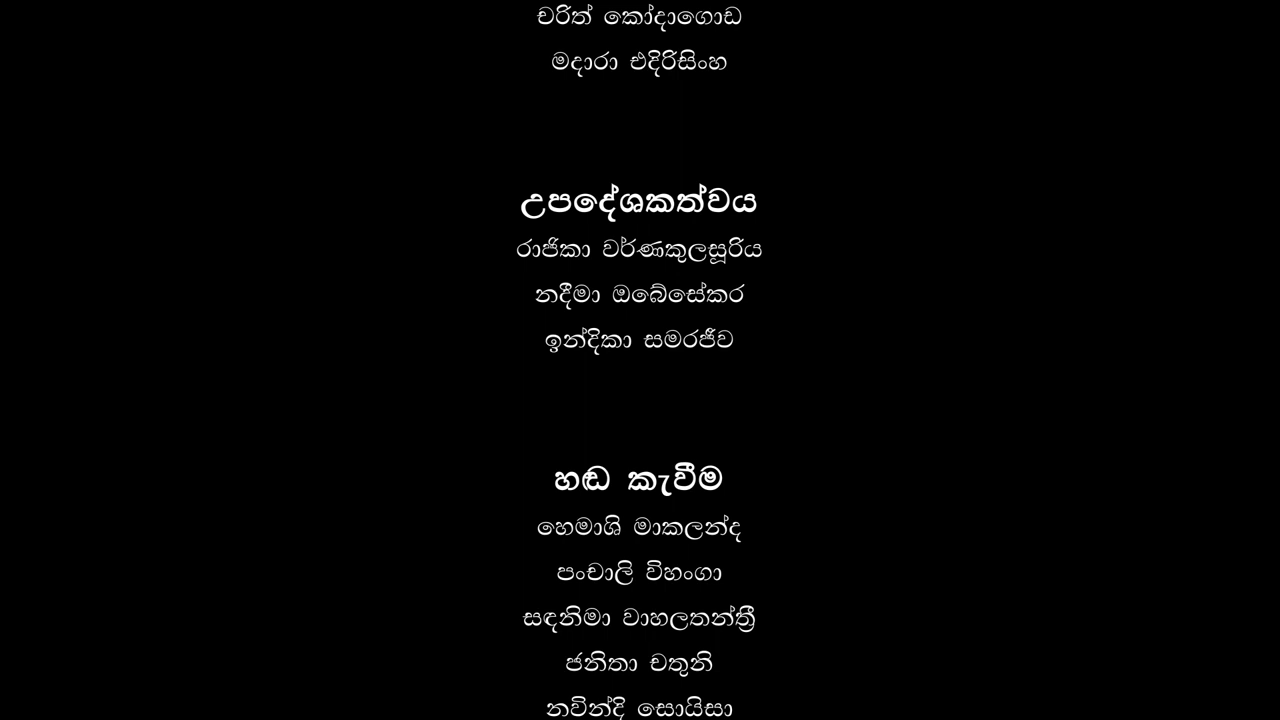 චරිත් කෝදාගොඩ
මදාරා එදිරිසිංහ
උපදේශකත්වය
රාජිකා වර්ණකුලසූරිය
නදීමා ඔබේසේකර
ඉන්දිකා සමරජීව
හඬ කැවීම
හෙමාශි මාකලන්ද
පංචාලි විහංගා
සඳනිමා වාහලතන්ත්‍රී
ජනිතා චතුනි
නවින්දි සොයිසා